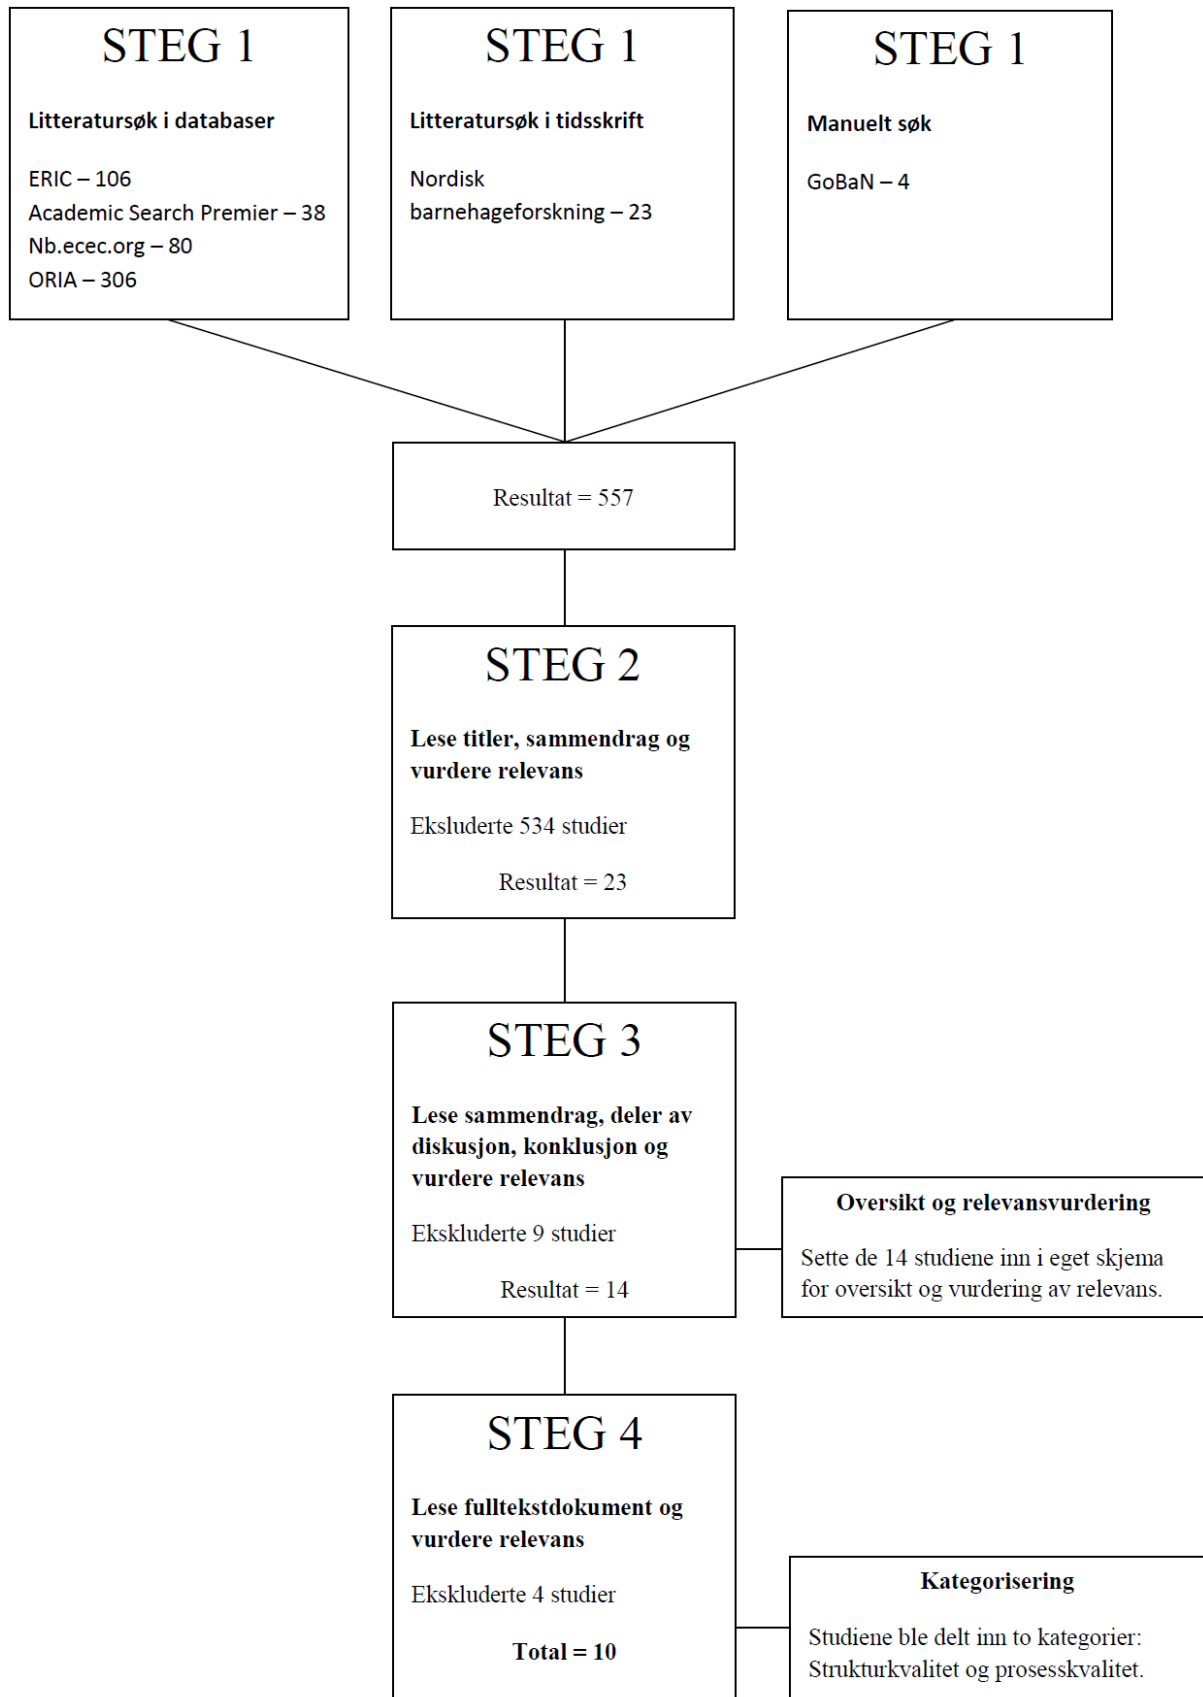 STEG 1
Litteratursøk i databaser
ERIC – 106
Academic Search Premier – 38
Nb.ecec.org – 80
ORIA – 306
STEG 1
Litteratursøk i tidsskrift
Nordisk
barnehageforskning – 23
STEG 1
Manuelt søk
GoBaN – 4
Resultat = 557
STEG 2
Lese titler, sammendrag og
vurdere relevans
Eksluderte 534 studier
Resultat = 23
STEG 3
Lese sammendrag, deler av
diskusjon, konklusjon og
vurdere relevans
Ekskluderte 9 studier
Resultat = 14
Oversikt og relevansvurdering
Sette de 14 studiene inn i eget skjema
for oversikt og vurdering av relevans.
STEG 4
Lese fulltekstdokument og
vurdere relevans
Ekskluderte 4 studier
Total = 10
Kategorisering
Studiene ble delt inn to kategorier:
Strukturkvalitet og prosesskvalitet.